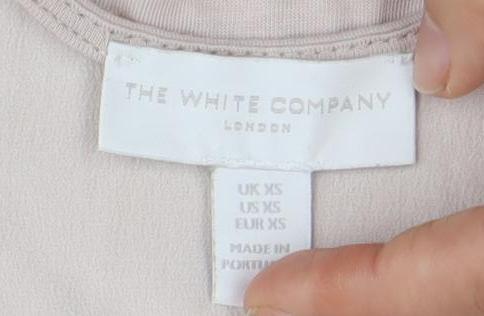 THE WHITE COMPANY
LONDON
UK XS
US XS
EUR XS
MADE IN